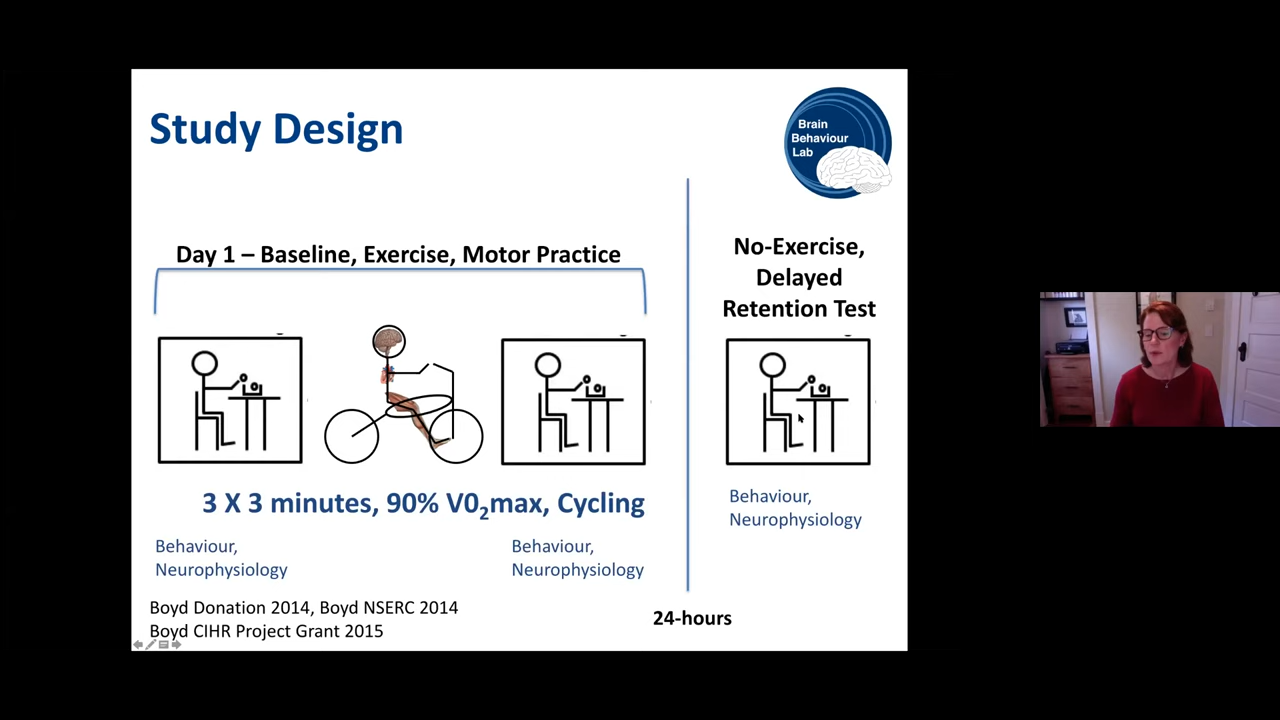 Study Design
Brain
Behaviour
Lab
Day 1 – Baseline, Exercise, Motor Practice
No-Exercise,
Delayed
Retention Test
3 X 3 minutes, 90% V0₂max, Cycling
Behaviour,
Neurophysiology
Behaviour,
Neurophysiology
Behaviour,
Neurophysiology
Boyd Donation 2014, Boyd NSERC 2014
Boyd CIHR Project Grant 2015
24-hours